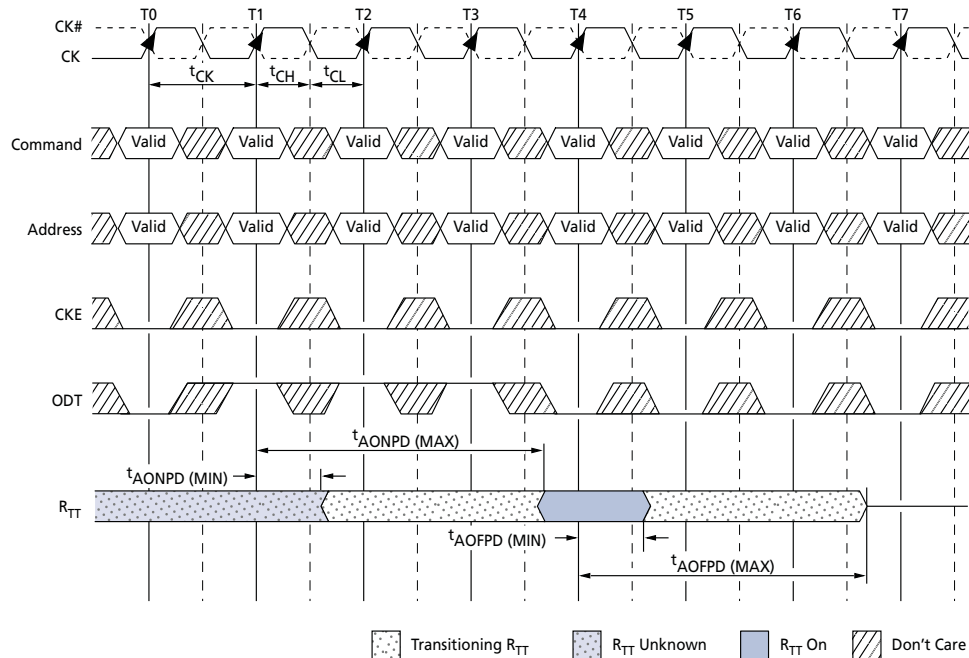 T0 T1 T2 T3 T4 T5 T6 T7
CK#
CK
tCK tCH tCL
Command Valid Valid Valid Valid Valid Valid Valid Valid
Address Valid Valid Valid Valid Valid Valid Valid Valid
CKE
ODT
tAONPD (MAX)
tAONPD (MIN)
RTT
tAOFPD (MIN)
tAOFPD (MAX)
Transitioning RTT RTT Unknown RTT On Don't Care